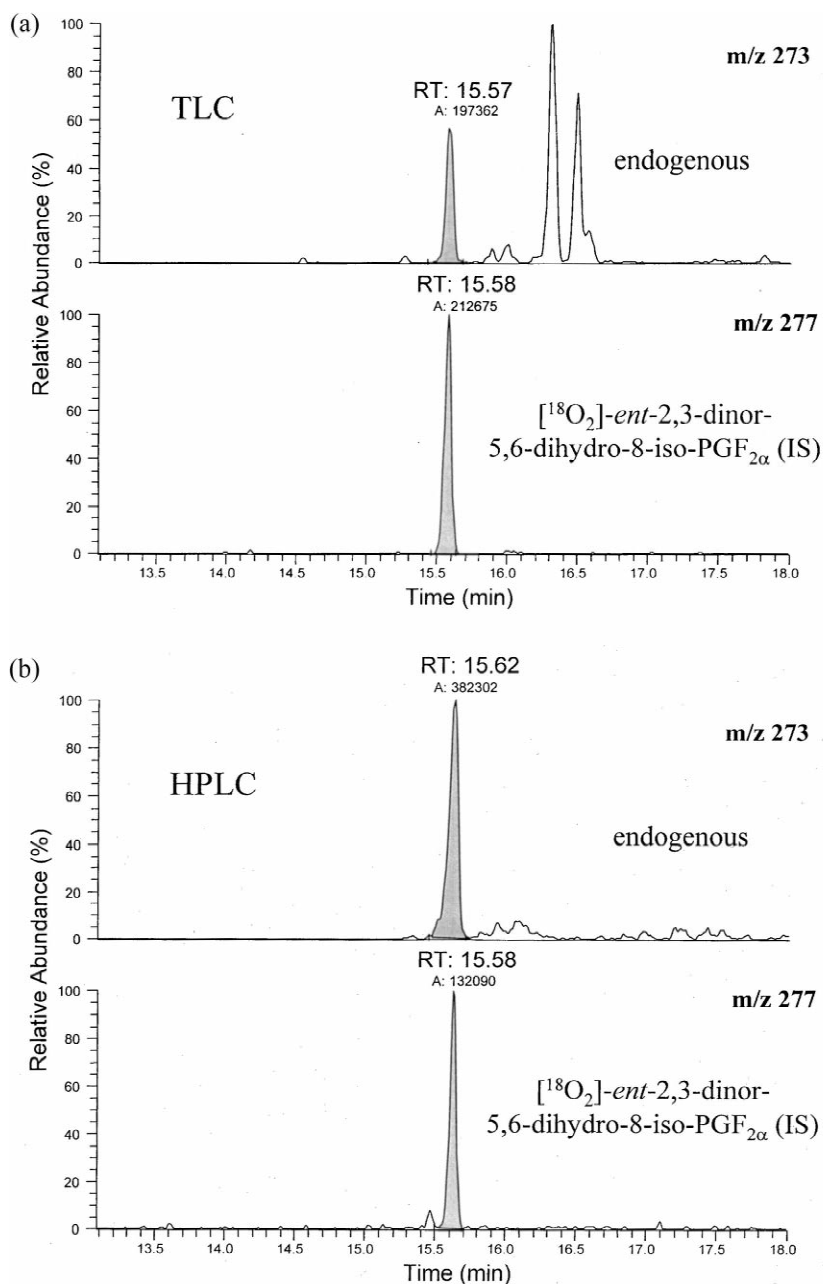 (a)
100
80
60
40
20
0
Relative Abundance (%)
TLC
RT: 15.57
A: 197362
m/z 273
endogenous
100
80
60
40
20
0
RT: 15.58
A: 212675
m/z 277
[¹⁸O₂]-ent-2,3-dinor-
5,6-dihydro-8-iso-PGF₂α (IS)
13.5 14.0 14.5 15.0 15.5 16.0 16.5 17.0 17.5 18.0
Time (min)
(b)
100
80
60
40
20
0
Relative Abundance (%)
HPLC
RT: 15.62
A: 382302
m/z 273
endogenous
100
80
60
40
20
0
RT: 15.58
A: 132090
m/z 277
[¹⁸O₂]-ent-2,3-dinor-
5,6-dihydro-8-iso-PGF₂α (IS)
13.5 14.0 14.5 15.0 15.5 16.0 16.5 17.0 17.5 18.0
Time (min)